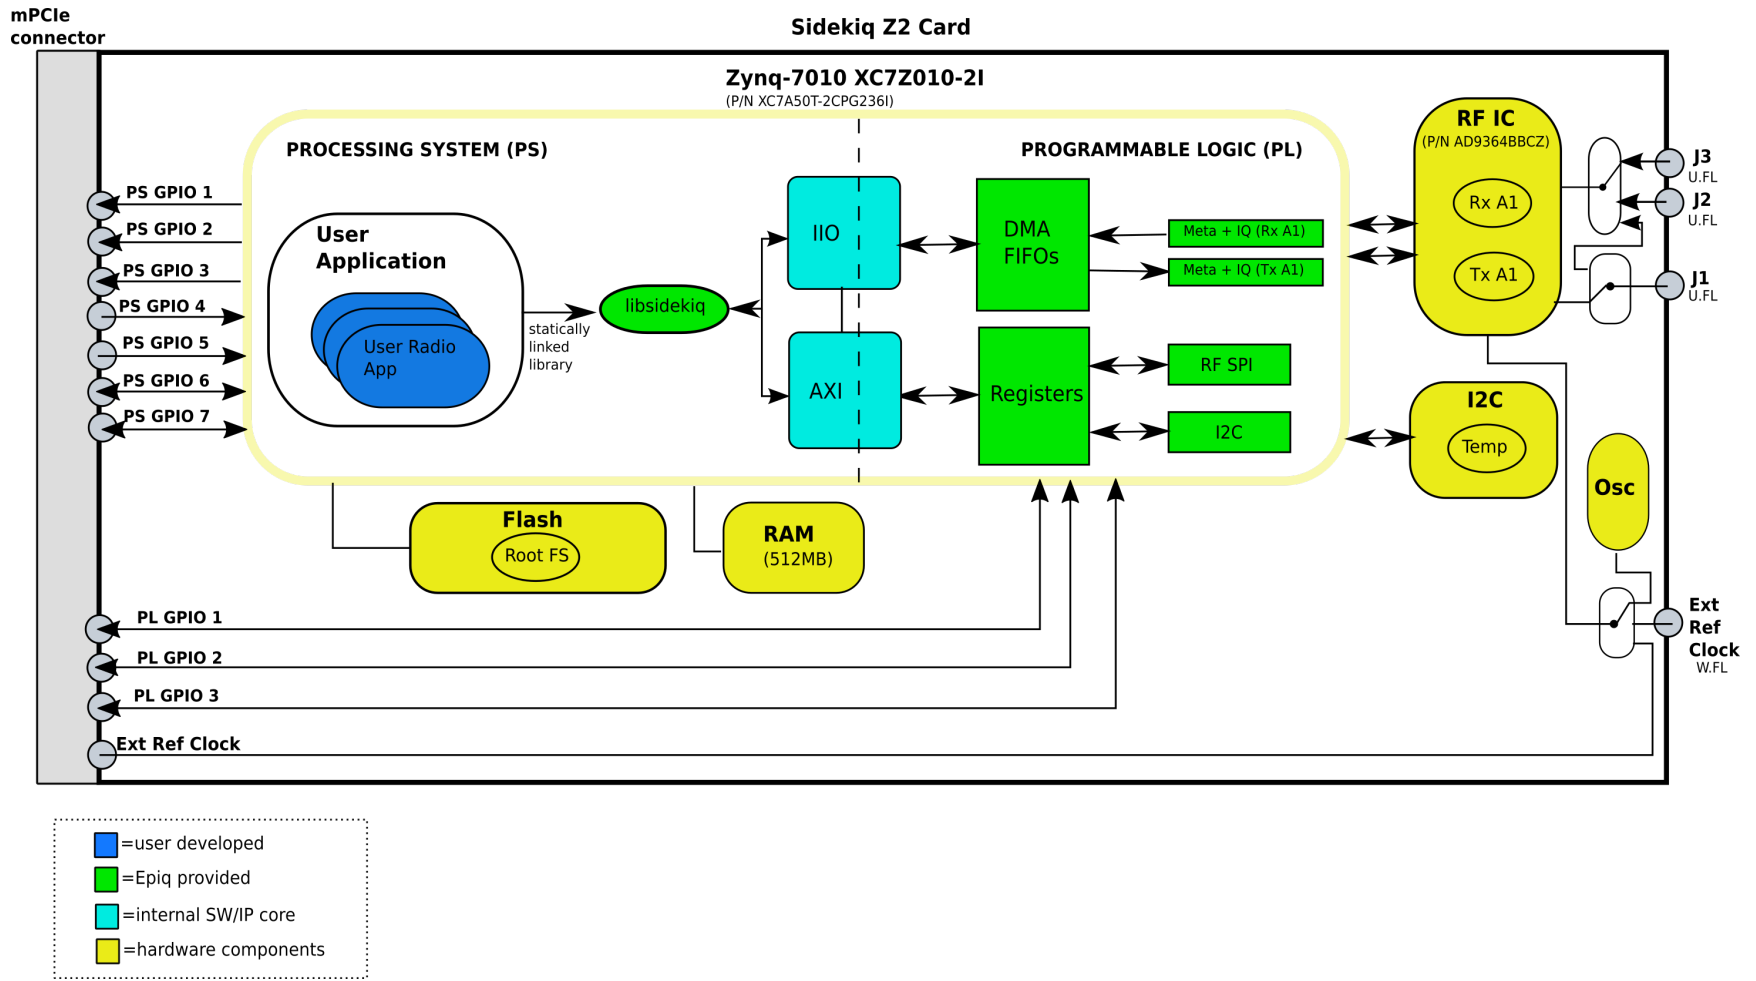 mPCIe
connector
Sidekiq Z2 Card
Zynq-7010 XC7Z010-2I
(P/N XC7A50T-2CPG236I)
PROCESSING SYSTEM (PS)
PROGRAMMABLE LOGIC (PL)
PS GPIO 1
PS GPIO 2
PS GPIO 3
PS GPIO 4
PS GPIO 5
PS GPIO 6
PS GPIO 7
User
Application
User Radio
App
statically
linked
library
libsidekiq
IIO
AXI
DMA
FIFOs
Meta + IQ (Rx A1)
Meta + IQ (Tx A1)
Registers
RF SPI
I2C
RF IC
(P/N AD9364BBCZ)
Rx A1
Tx A1
J3
U.FL
J2
U.FL
J1
U.FL
I2C
Temp
Osc
Flash
Root FS
RAM
(512MB)
PL GPIO 1
PL GPIO 2
PL GPIO 3
Ext Ref Clock
Ext
Ref
Clock
W.FL
=user developed
=Epiq provided
=internal SW/IP core
=hardware components